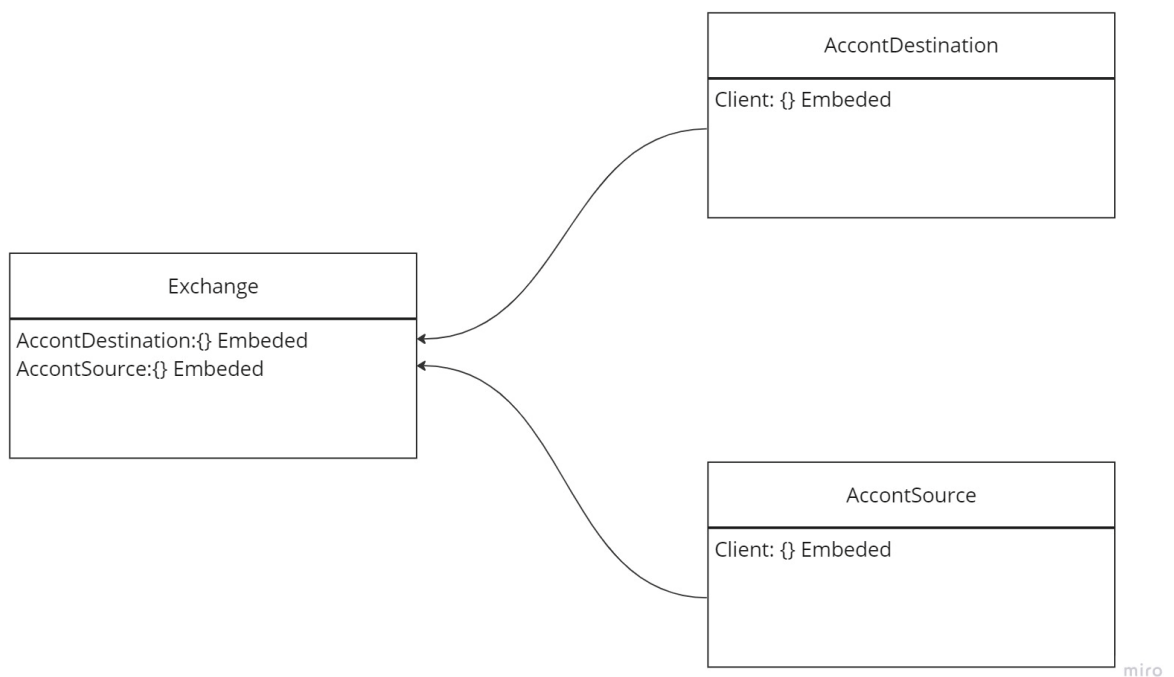 AccontDestination
Client: {} Embeded
Exchange
AccontDestination:{} Embeded
AccontSource:{} Embeded
AccontSource
Client: {} Embeded
miro